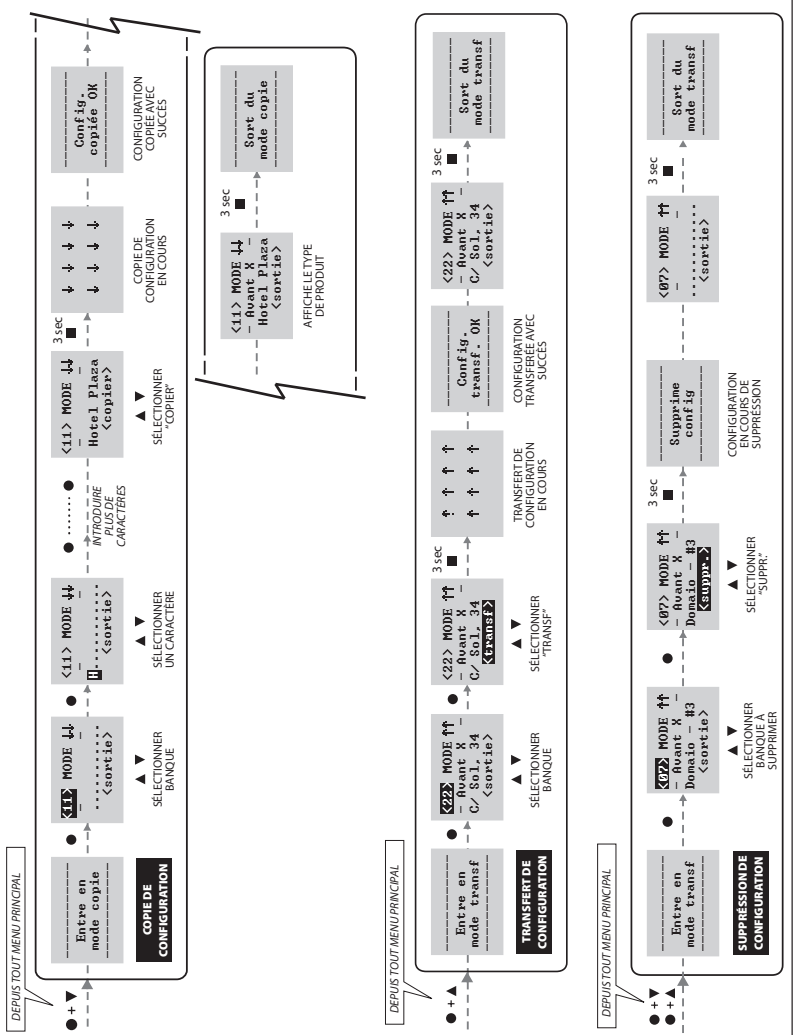 DEPUIS TOUT MENU PRINCIPAL
● + ▼
Entre en
mode copie
COPIE DE
CONFIGURATION
<11> MODE ↓↓
– –
............
<sortie>
▲ ▼
SÉLECTIONNER
BANQUE
<11> MODE ↓↓
– –
H...........
<sortie>
▲ ▼
SÉLECTIONNER
UN CARACTÈRE
● ........ ●
INTRODUIRE
PLUS DE
CARACTÈRES
<11> MODE ↓↓
– –
Hotel Plaza
<copier>
▲ ▼
SÉLECTIONNER
"COPIER"
3 sec
↓ ↓ ↓ ↓
↓ ↓ ↓ ↓
COPIE DE
CONFIGURATION
EN COURS
Config.
copiée OK
CONFIGURATION
COPIÉE AVEC
SUCCÈS
<11> MODE ↓↓
– Avant X –
Hotel Plaza
<sortie>
AFFICHE LE TYPE
DE PRODUIT
3 sec
Sort du
mode copie
DEPUIS TOUT MENU PRINCIPAL
● + ▲
Entre en
mode transf
TRANSFERT DE
CONFIGURATION
<22> MODE ↑↑
– Avant X –
C/ Sol, 34
<sortie>
▲ ▼
SÉLECTIONNER
BANQUE
<22> MODE ↑↑
– Avant X –
C/ Sol, 34
<transf>
▲ ▼
SÉLECTIONNER
"TRANSF"
3 sec
↑ ↑ ↑ ↑
↑ ↑ ↑ ↑
TRANSFERT DE
CONFIGURATION
EN COURS
Config.
transf. OK
CONFIGURATION
TRANSFERÉE AVEC
SUCCÈS
<22> MODE ↑↑
– Avant X –
C/ Sol, 34
<sortie>
3 sec
Sort du
mode transf
DEPUIS TOUT MENU PRINCIPAL
● + ▼
● + ▲
Entre en
mode transf
SUPPRÉSSION DE
CONFIGURATION
<07> MODE ↑↑
– Avant X –
Domaio – #3
<sortie>
▲ ▼
SÉLECTIONNER
BANQUE À
SUPPRIMER
<07> MODE ↑↑
– Avant X –
Domaio – #3
<suppr.>
▲ ▼
SÉLECTIONNER
"SUPPR."
3 sec
Supprime
config
CONFIGURATION
EN COURS DE
SUPPRÉSSION
<07> MODE ↑↑
– –
............
<sortie>
3 sec
Sort du
mode transf